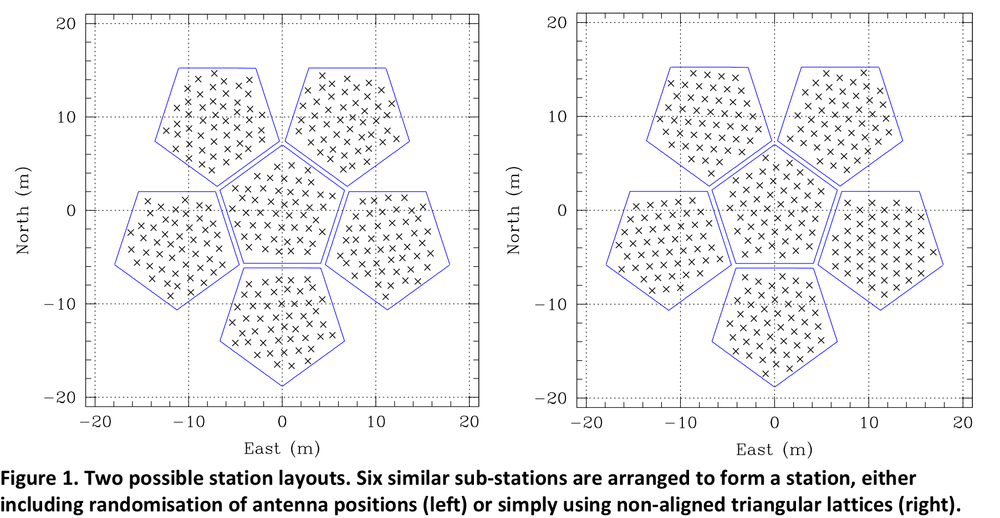 20 20
10 10
0 0
−10 −10
−20 −20
North (m) North (m)
−20 −10 0 10 20 −20 −10 0 10 20
East (m) East (m)
Figure 1. Two possible station layouts. Six similar sub-stations are arranged to form a station, either
including randomisation of antenna positions (left) or simply using non-aligned triangular lattices (right).